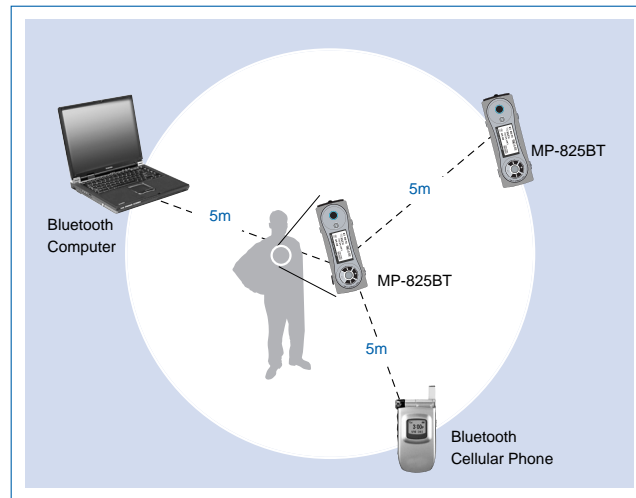 MP-825BT
5m
5m
Bluetooth
Computer
MP-825BT
5m
Bluetooth
Cellular Phone